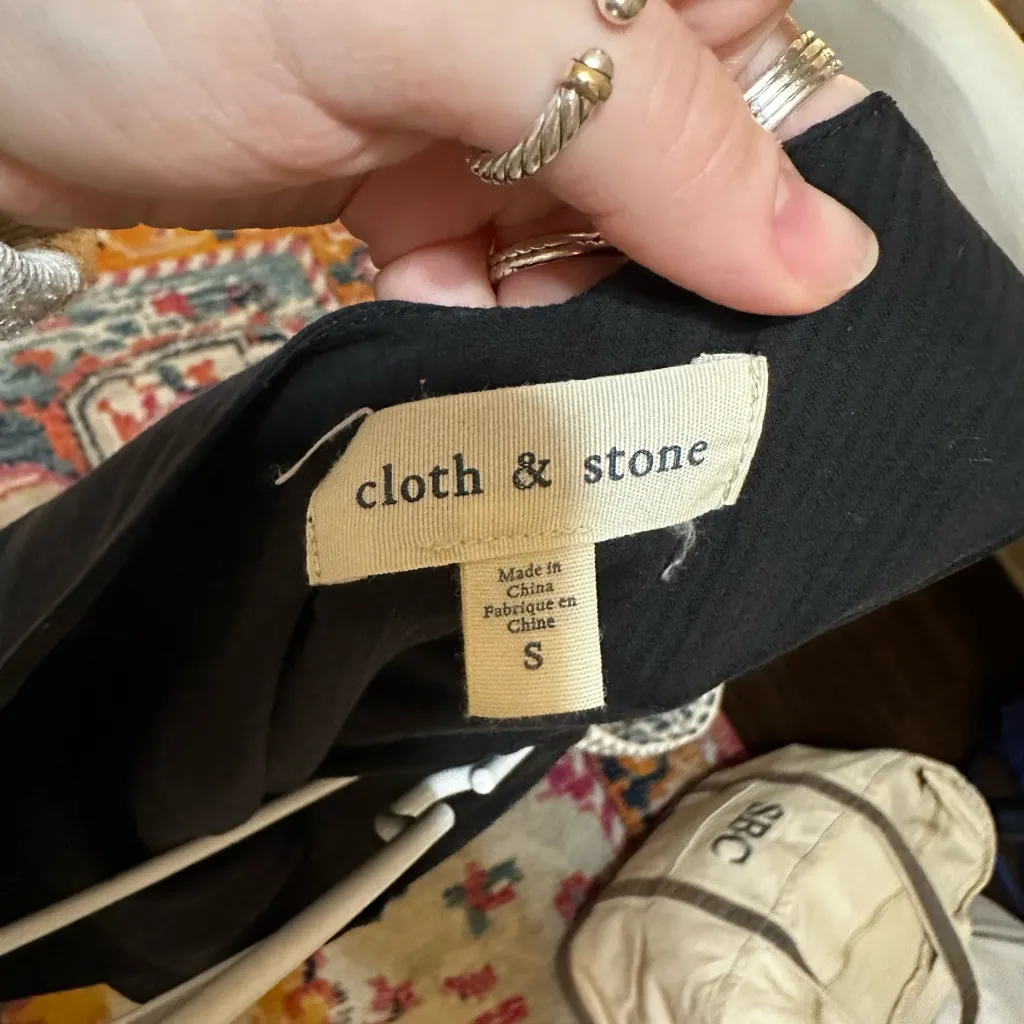 cloth & stone
Made in
China
Fabrique en
Chine
S
SBC